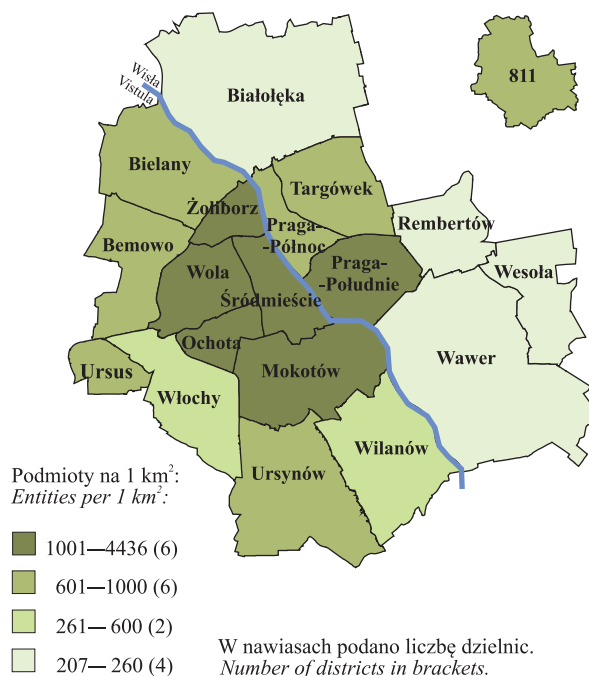 811
Wisła
Vistula
Białołęka
Bielany
Targówek
Żoliborz
Rembertów
Praga-
-Północ
Bemowo
Wola
Praga-
-Południe
Wesoła
Śródmieście
Ochota
Wawer
Ursus
Mokotów
Włochy
Wilanów
Ursynów
Podmioty na 1 km²:
Entities per 1 km²:
1001—4436 (6)
601—1000 (6)
261—600 (2)
207—260 (4)
W nawiasach podano liczbę dzielnic.
Number of districts in brackets.